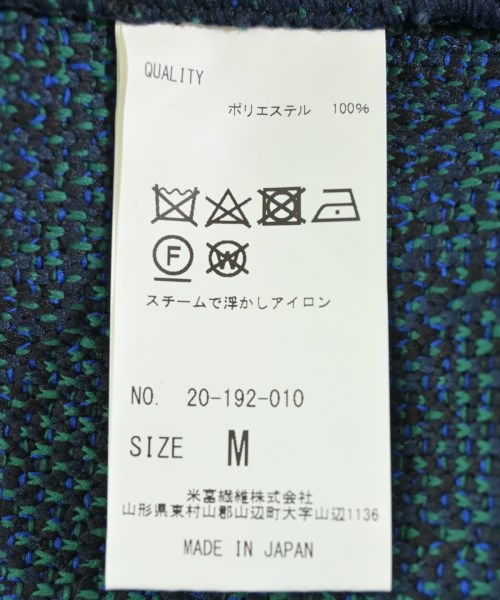 QUALITY
ポリエステル 100%
F W
スチームで浮かしアイロン
NO. 20-192-010
SIZE M
米富繊維株式会社
山形県東村山郡山辺町大字山辺1136
MADE IN JAPAN